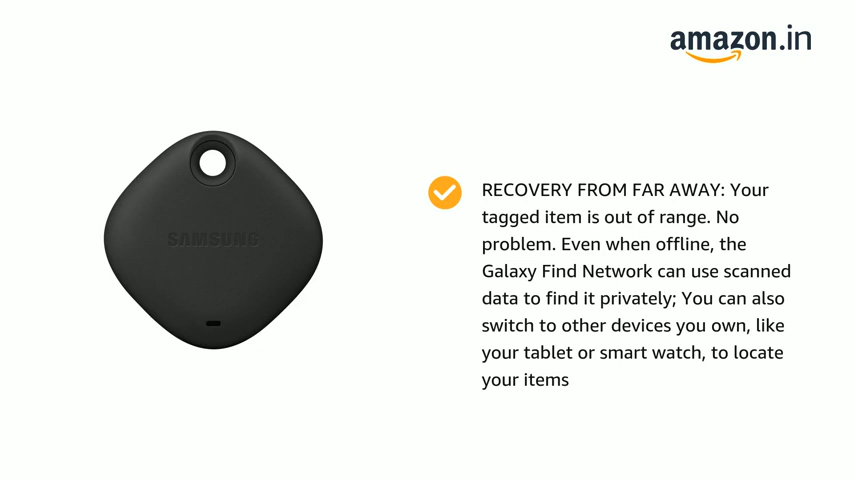 amazon.in
SAMSUNG
RECOVERY FROM FAR AWAY: Your
tagged item is out of range. No
problem. Even when offline, the
Galaxy Find Network can use scanned
data to find it privately; You can also
switch to other devices you own, like
your tablet or smart watch, to locate
your items